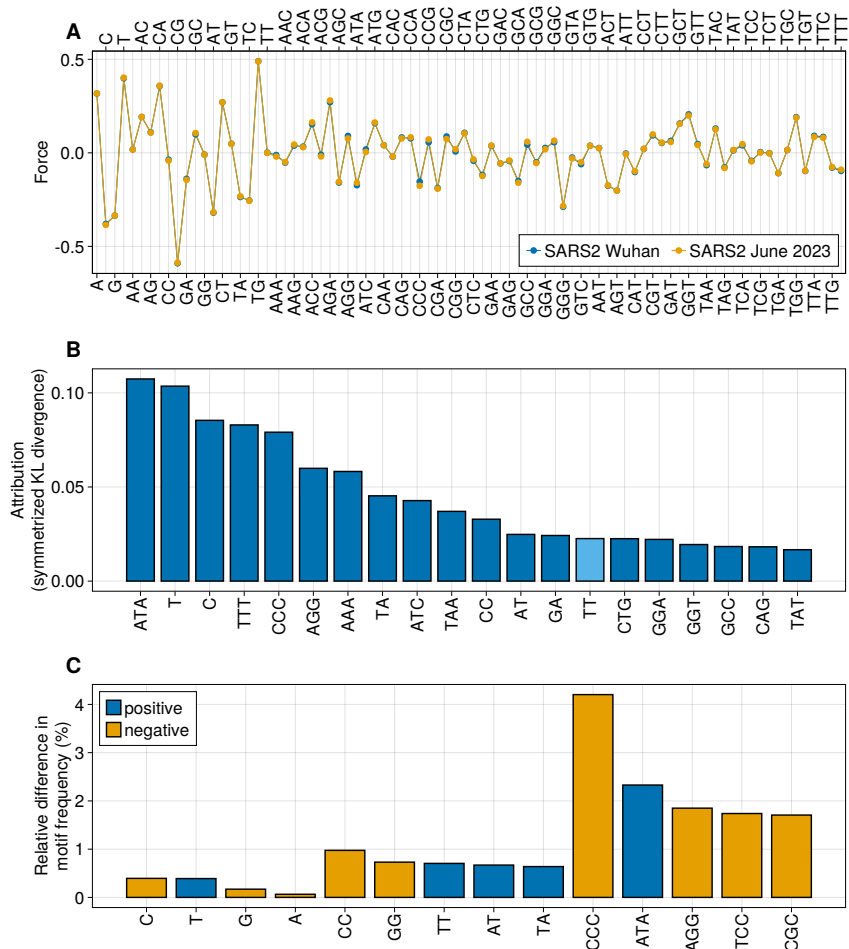 A
C T AC CA CG GC AT GT TC TT AAC ACA ACG AGC ATA ATG CAC CCA CCG CGC CTA CTG GAC GCA GCG GGC GTA GTG ACT ATT CCT CTT GCT GTT TAC TAT TCC TCT TGC TGT TTC TTT
Force
0.5
0.0
-0.5
SARS2 Wuhan SARS2 June 2023
A G AA AG CC GA GG CT TA TG AAA AAG ACC AGA AGG ATC CAA CAG CCC CGA CGG CTC GAA GAG GCC GGA GGG GTC AAT AGT CAT CGT GAT GGT TAA TAG TCA TCG TGA TGG TTA TTG
B
Attribution
(symmetrized KL divergence)
0.10
0.05
0.00
ATA T C TTT CCC AGG AAA TA ATC TAA CC AT GA TT CTG GGA GGT GCC CAG TAT
C
Relative difference in
motif frequency (%)
4
3
2
1
0
positive
negative
C T G A CC GG TT AT TA CCC ATA AGG TCC CGC